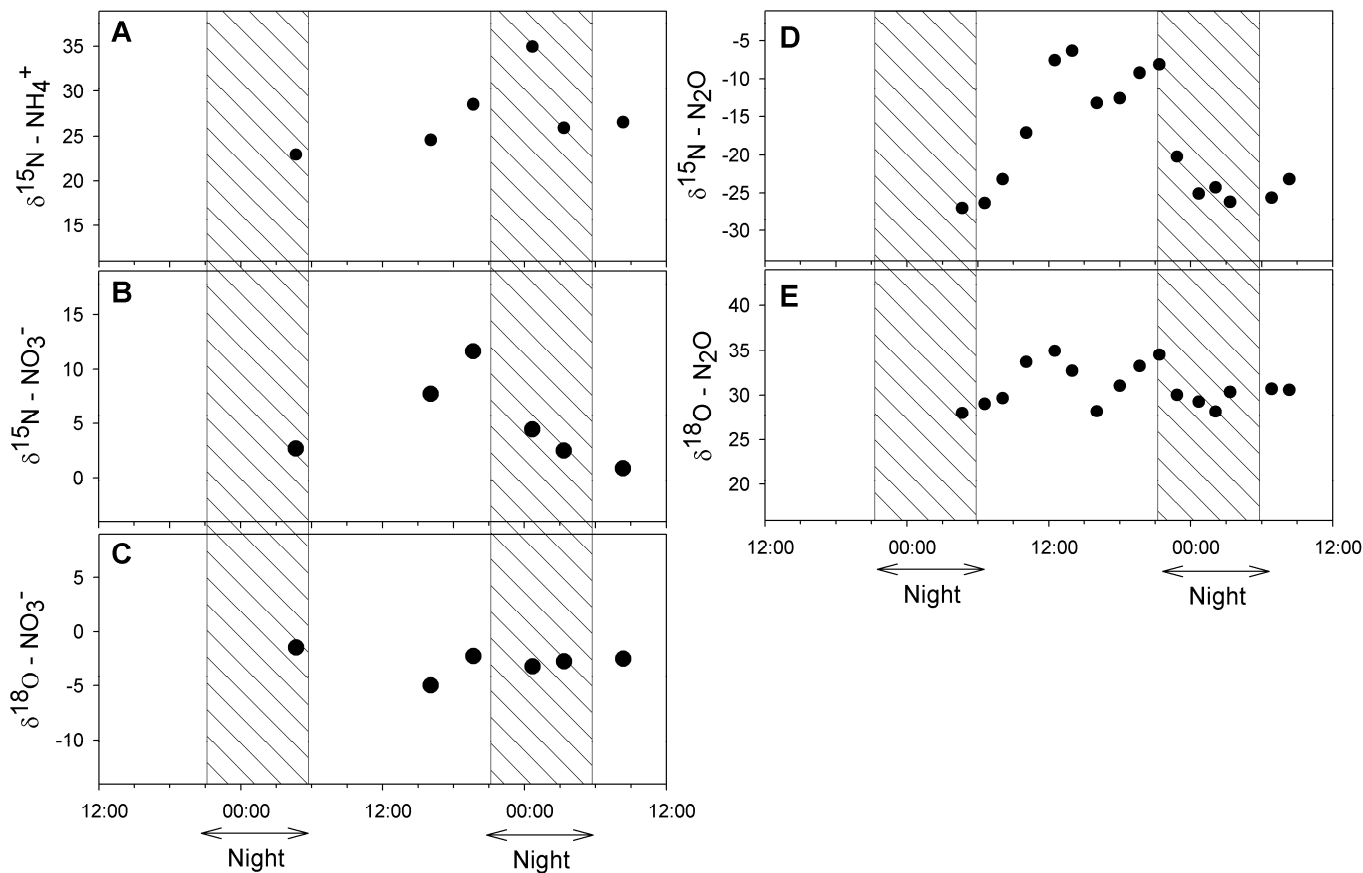 A
δ15N - NH4+
35
30
25
20
15
B
δ15N - NO3-
15
10
5
0
C
δ18O - NO3-
5
0
-5
-10
12:00 00:00 12:00 00:00 12:00
Night Night
D
δ15N - N2O
-5
-10
-15
-20
-25
-30
E
δ18O - N2O
40
35
30
25
20
12:00 00:00 12:00 00:00 12:00
Night Night